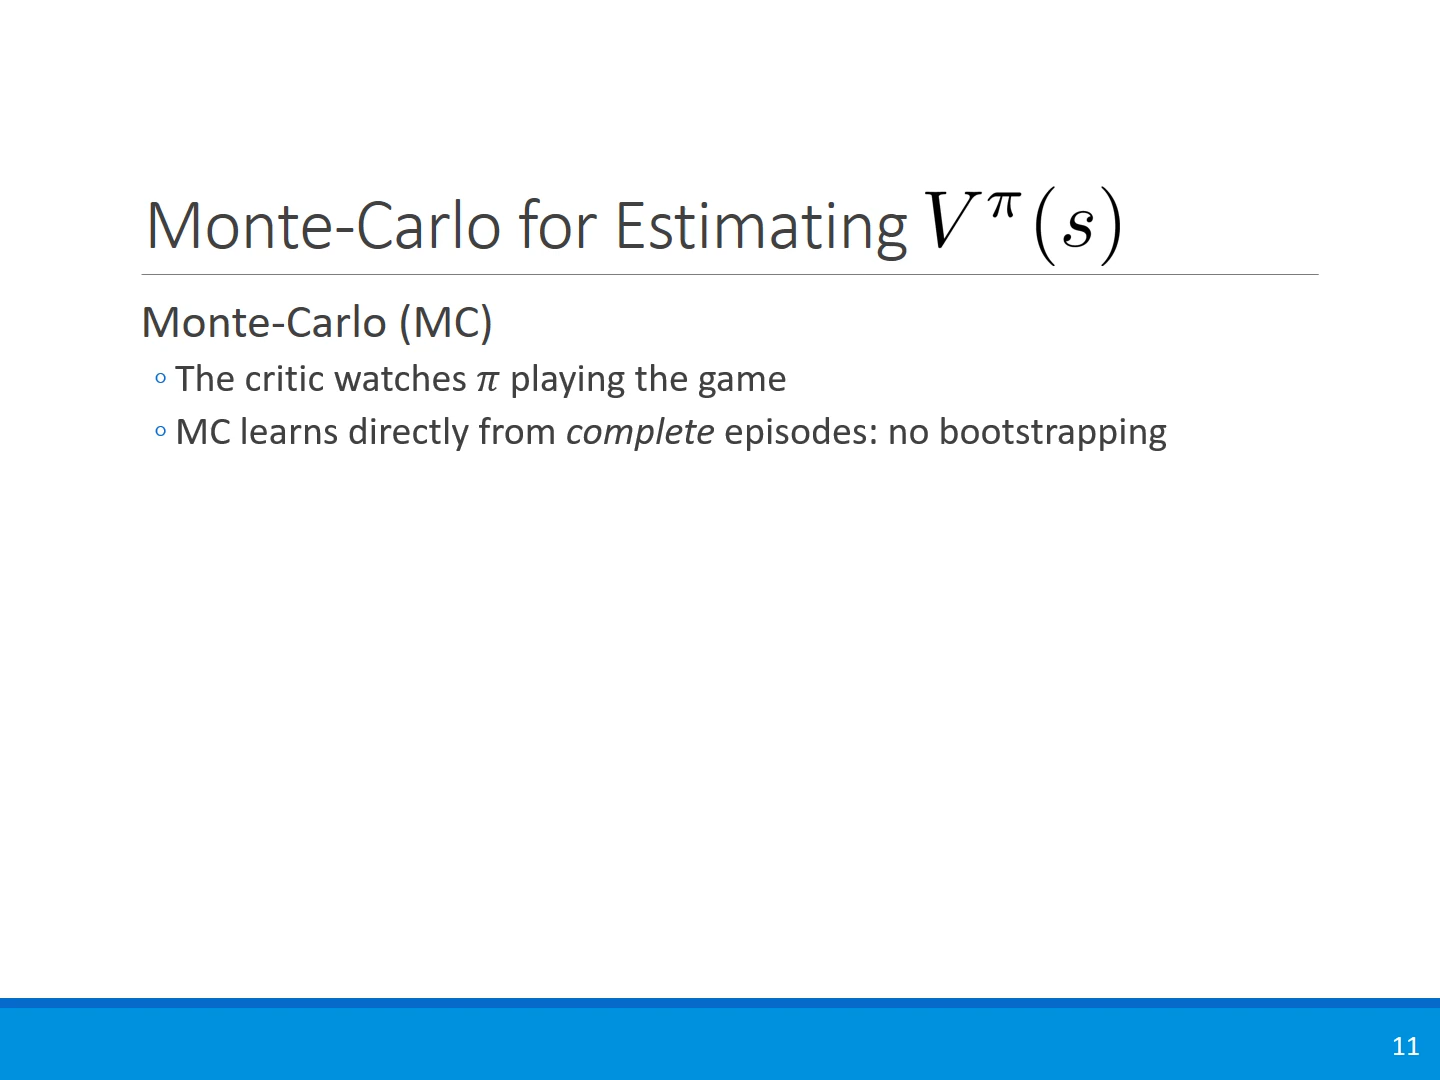 Monte-Carlo for Estimating V^π(s)
Monte-Carlo (MC)
◦ The critic watches π playing the game
◦ MC learns directly from complete episodes: no bootstrapping
11